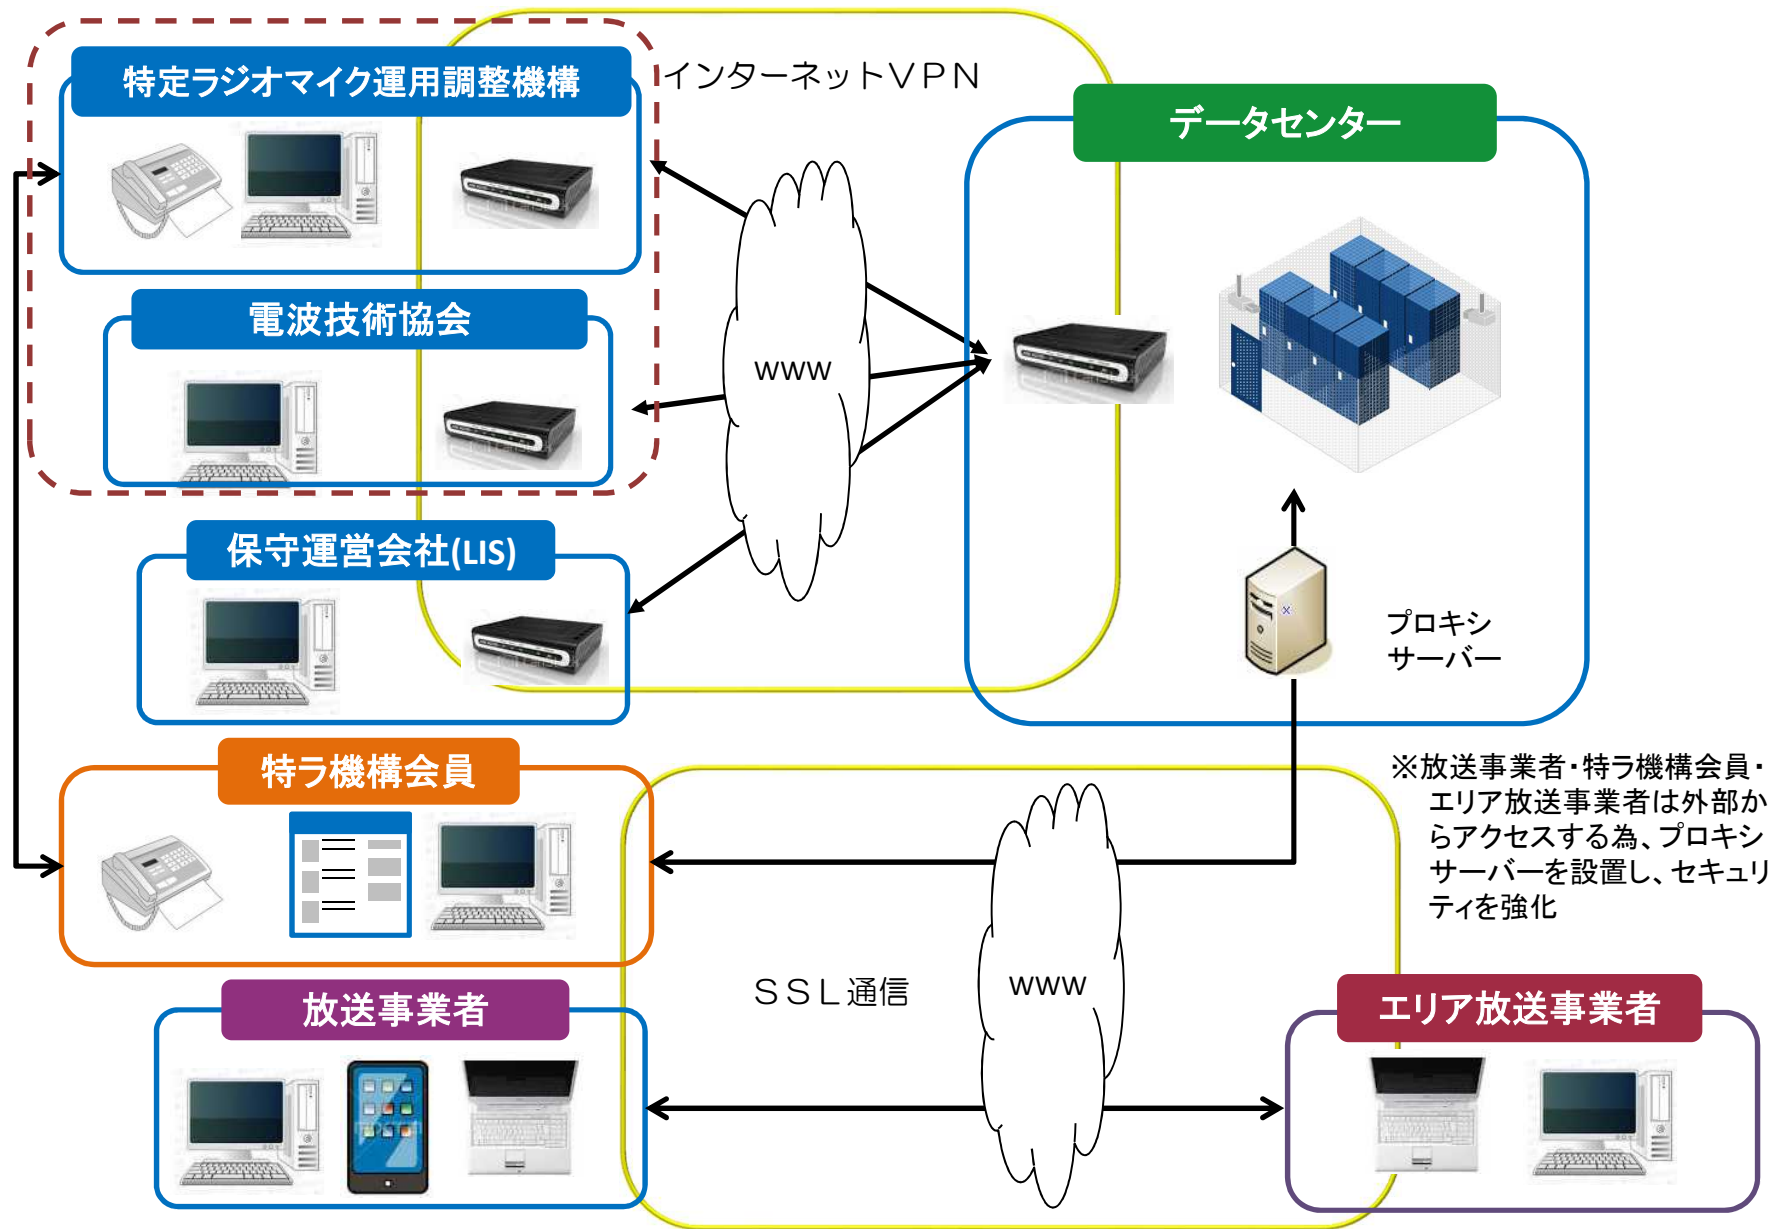 特定ラジオマイク運用調整機構
インターネットＶＰＮ
データセンター
電波技術協会
www
保守運営会社(LIS)
プロキシ
サーバー
特ラ機構会員
※放送事業者・特ラ機構会員・
エリア放送事業者は外部か
らアクセスする為、プロキシ
サーバーを設置し、セキュリ
ティを強化
ＳＳＬ通信
www
放送事業者
エリア放送事業者